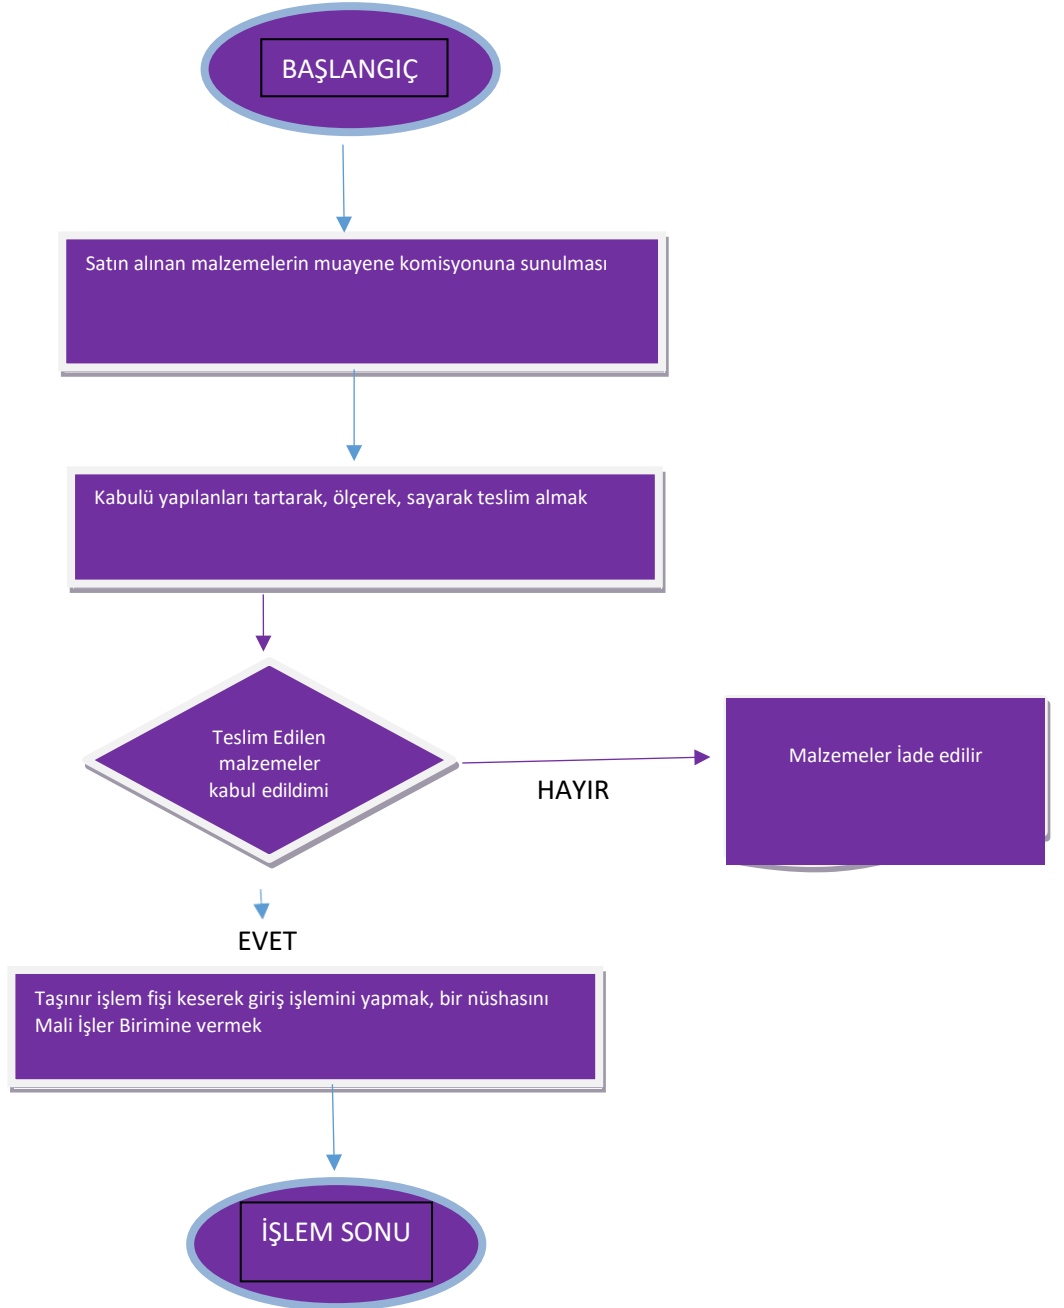 BAŞLANGIÇ
Satın alınan malzemelerin muayene komisyonuna sunulması
Kabulü yapılanları tartarak, ölçerek, sayarak teslim almak
Teslim Edilen
malzemeler
kabul edildimi
HAYIR
Malzemeler İade edilir
EVET
Taşınır işlem fişi keserek giriş işlemini yapmak, bir nüshasını
Mali İşler Birimine vermek
İŞLEM SONU